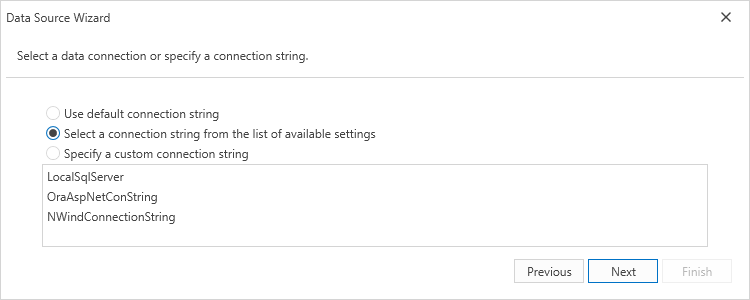 Data Source Wizard
Select a data connection or specify a connection string.
Use default connection string
Select a connection string from the list of available settings
Specify a custom connection string
LocalSqlServer
OraAspNetConString
NWindConnectionString
Previous Next Finish